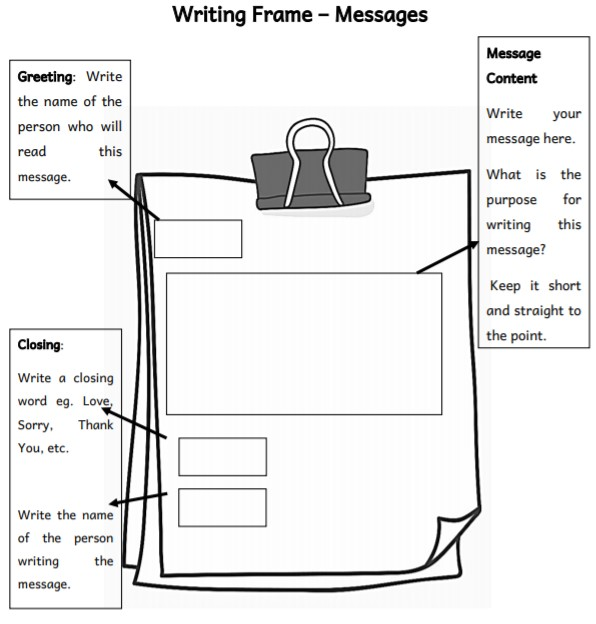 Writing Frame – Messages
Greeting: Write
the name of the
person who will
read this
message.
Message
Content
Write your
message here.
What is the
purpose for
writing this
message?
Keep it short
and straight to
the point.
Closing:
Write a closing
word eg. Love,
Sorry, Thank
You, etc.
Write the name
of the person
writing the
message.